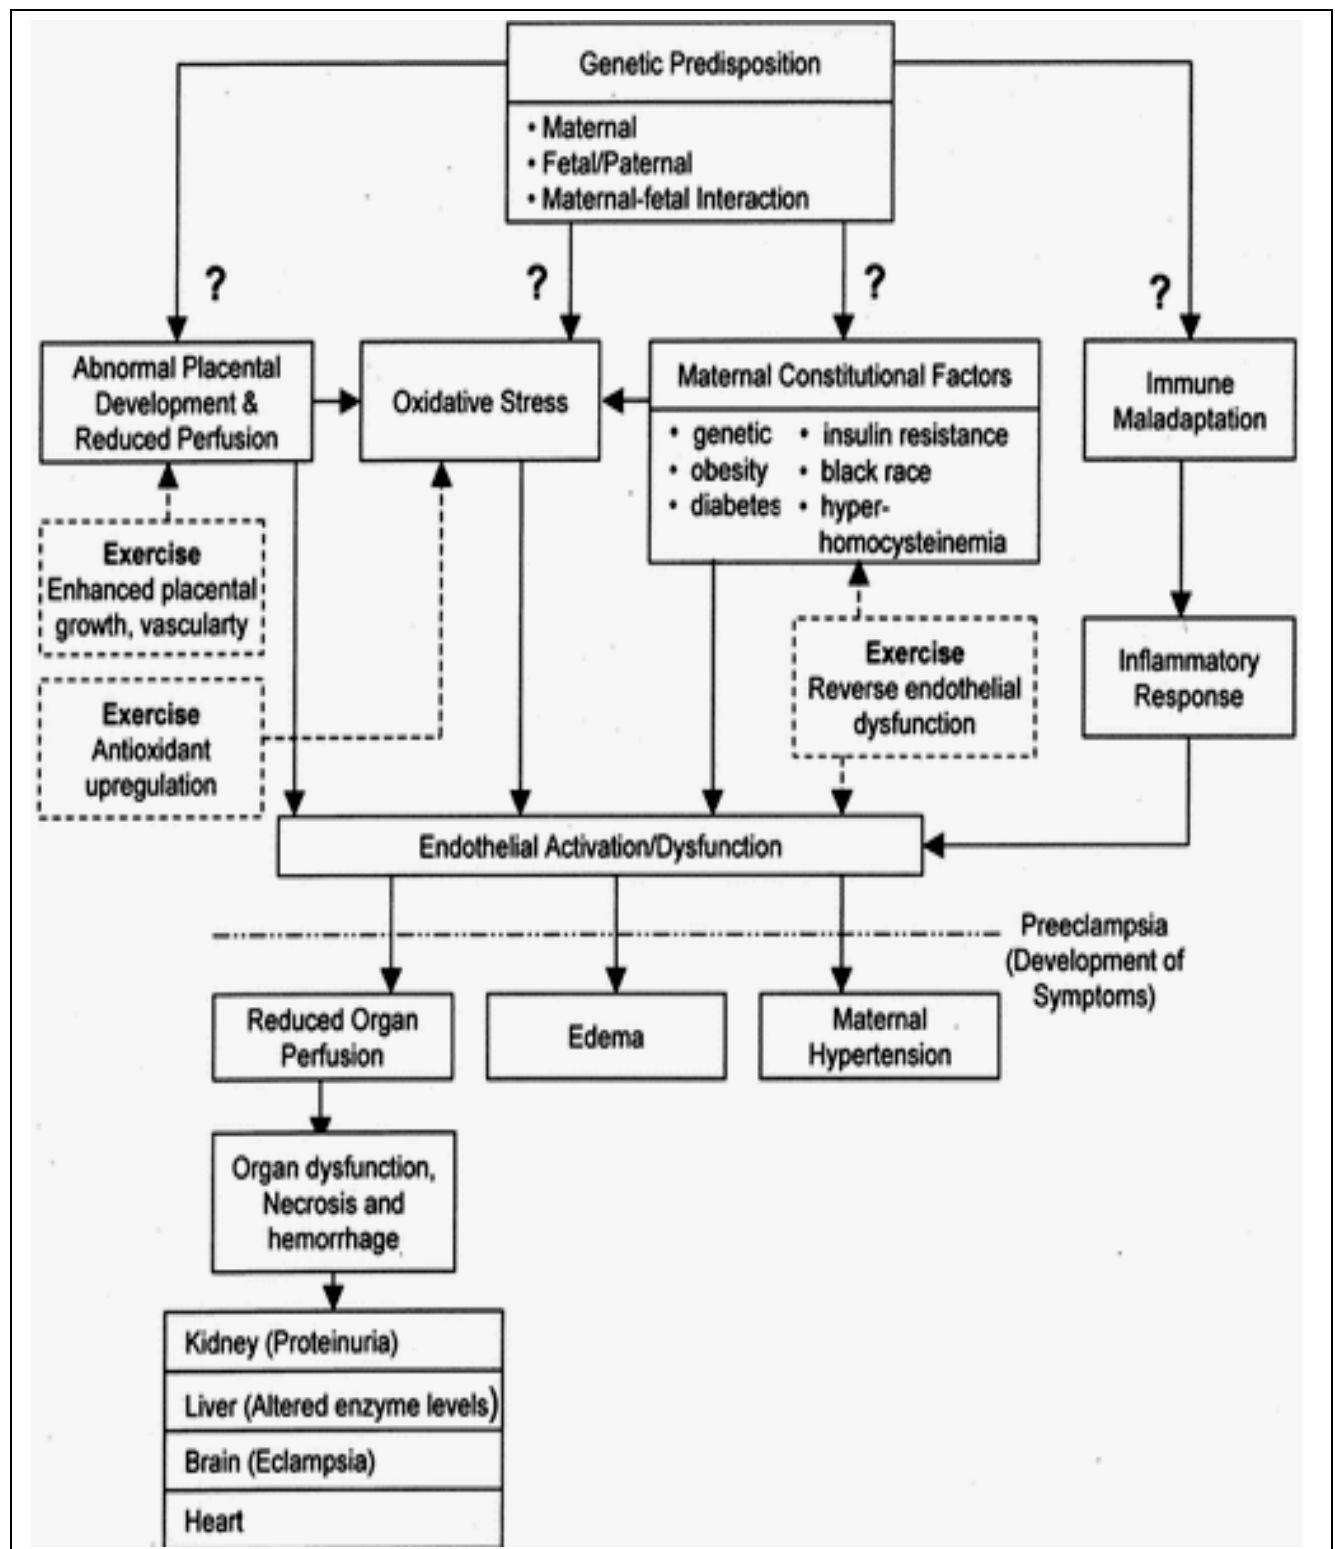 Genetic Predisposition
• Maternal
• Fetal/Paternal
• Maternal-fetal Interaction
?
?
?
?
Abnormal Placental
Development &
Reduced Perfusion
Oxidative Stress
Maternal Constitutional Factors
• genetic
• obesity
• diabetes
• insulin resistance
• black race
• hyper-
homocysteinemia
Immune
Maladaptation
Exercise
Enhanced placental
growth, vascularty
Exercise
Antioxidant
upregulation
Exercise
Reverse endothelial
dysfunction
Inflammatory
Response
Endothelial Activation/Dysfunction
Preeclampsia
(Development of
Symptoms)
Reduced Organ
Perfusion
Edema
Maternal
Hypertension
Organ dysfunction,
Necrosis and
hemorrhage
Kidney (Proteinuria)
Liver (Altered enzyme levels)
Brain (Eclampsia)
Heart